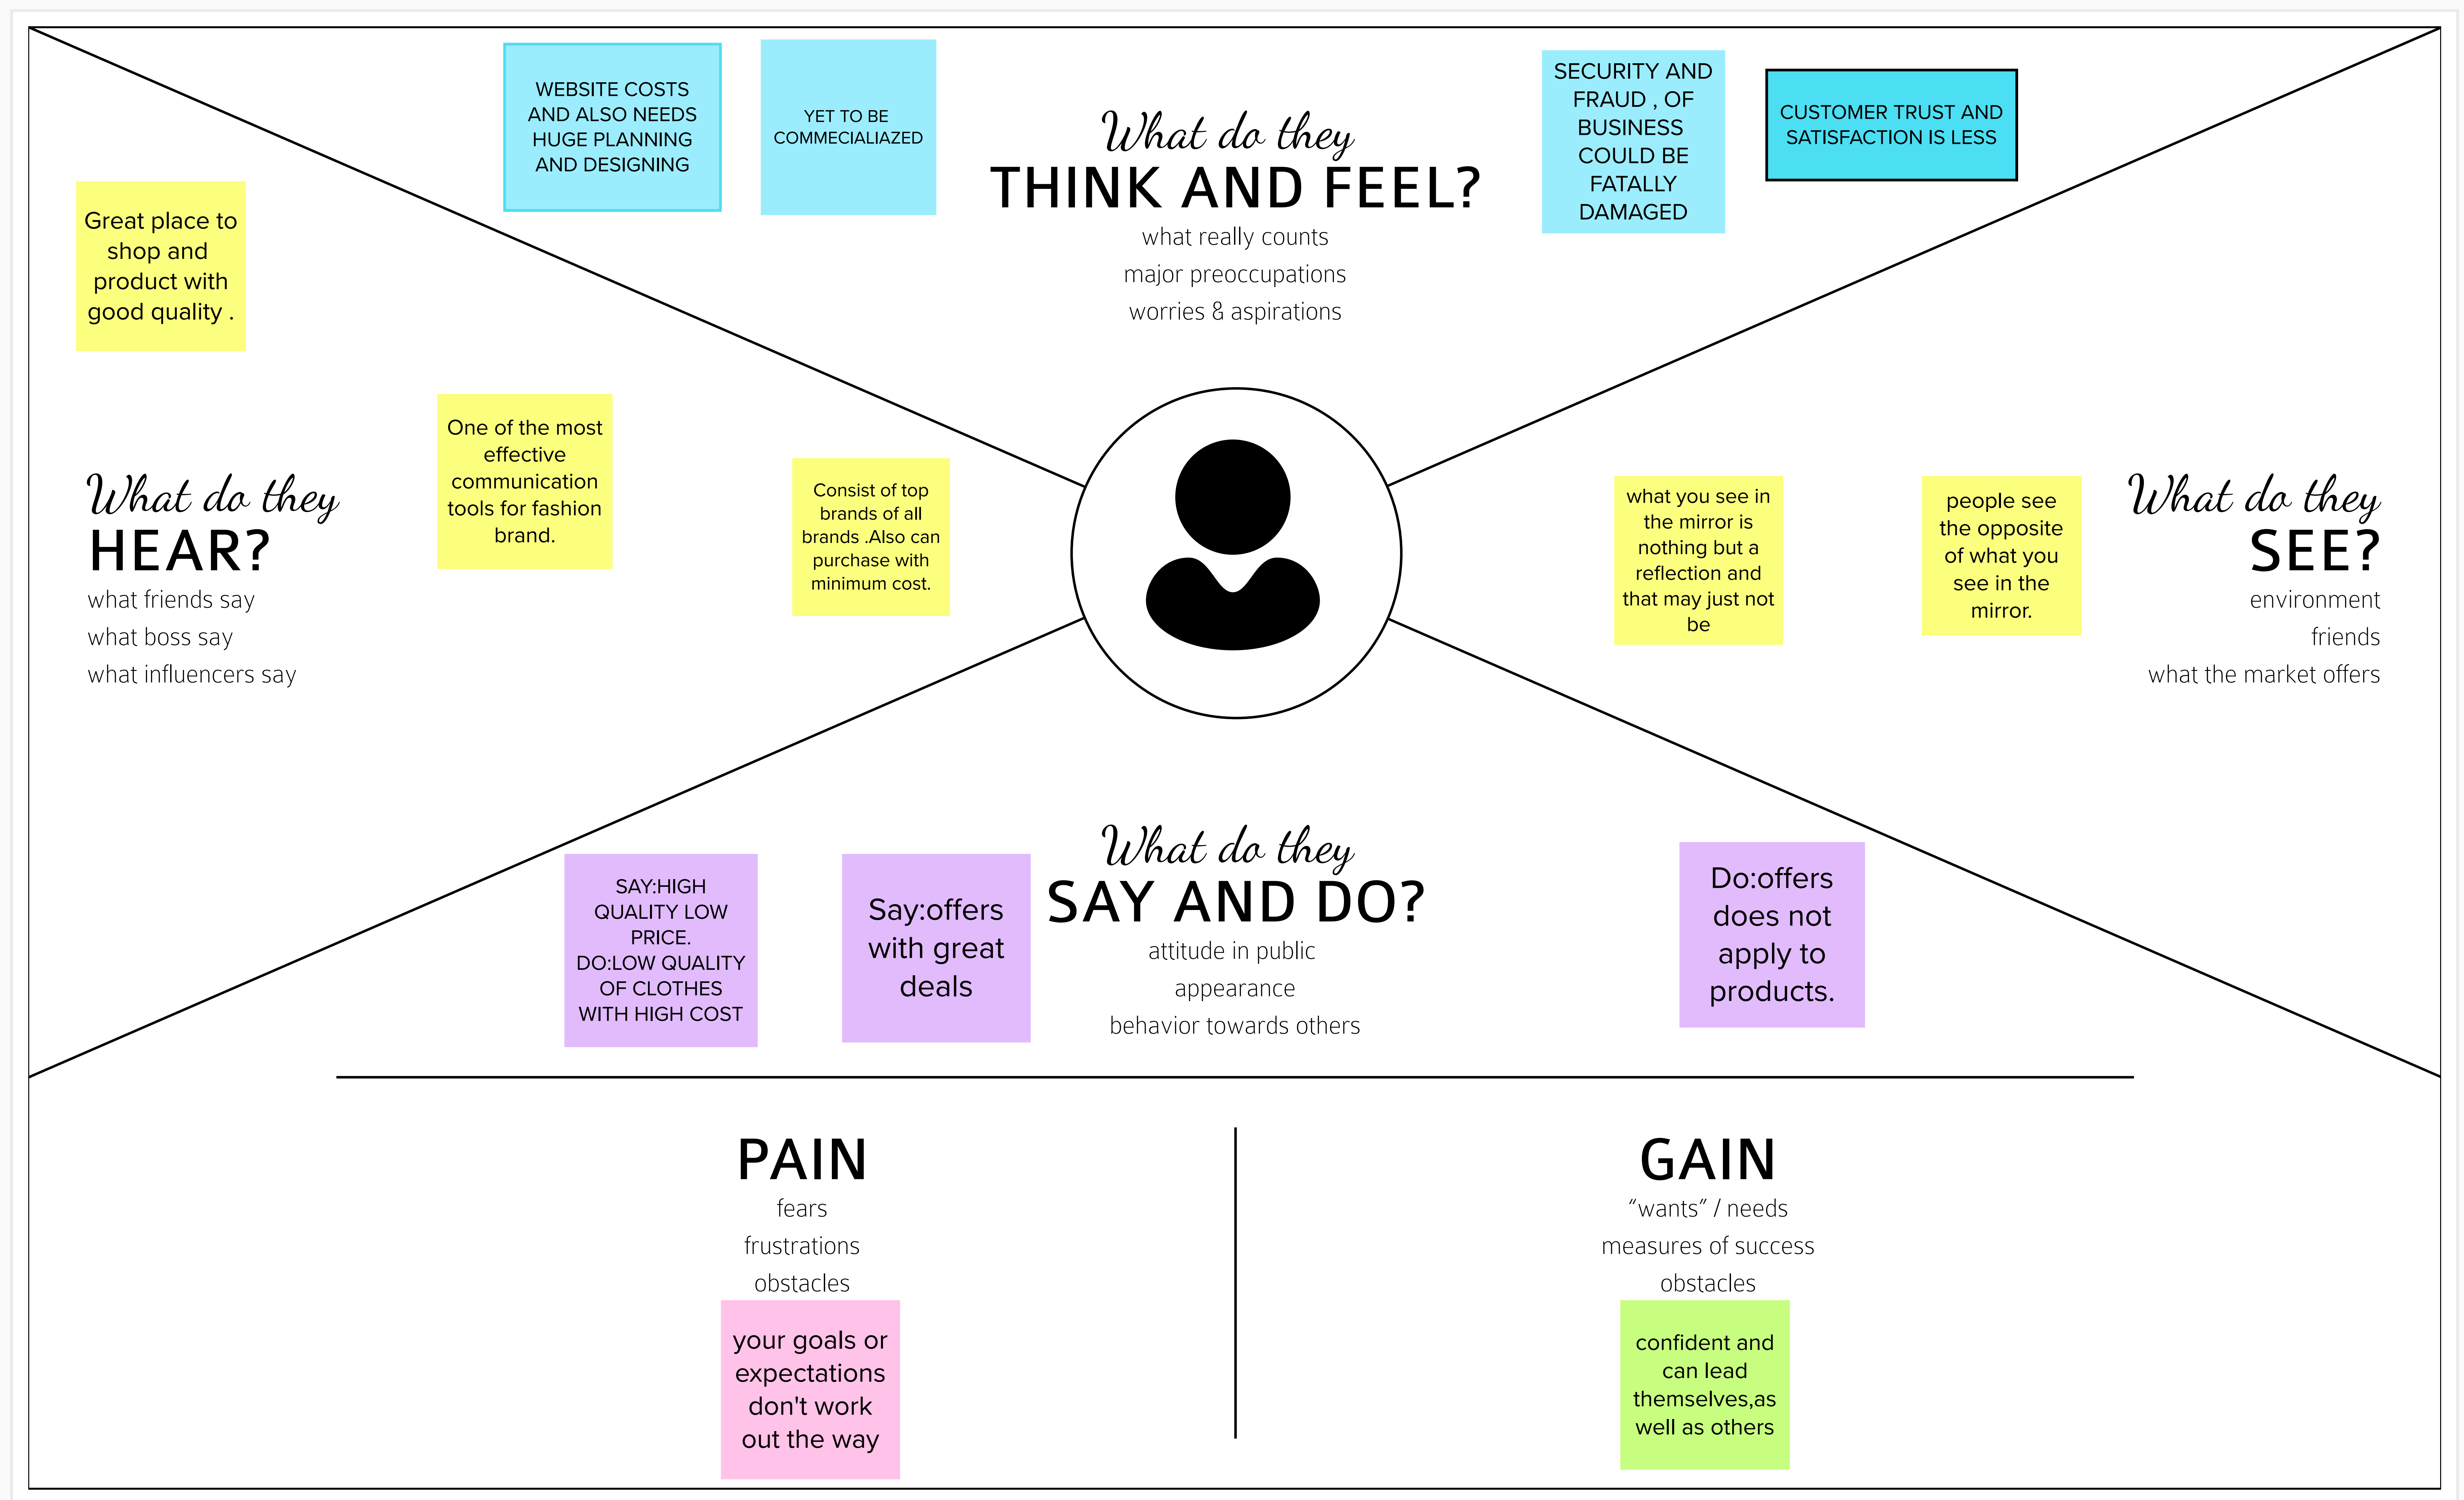 WEBSITE COSTS
AND ALSO NEEDS
HUGE PLANNING
AND DESIGNING
YET TO BE
COMMECIALIAZED
What do they
THINK AND FEEL?
what really counts
major preoccupations
worries & aspirations
SECURITY AND
FRAUD , OF
BUSINESS
COULD BE
FATALLY
DAMAGED
CUSTOMER TRUST AND
SATISFACTION IS LESS
Great place to
shop and
product with
good quality .
One of the most
effective
communication
tools for fashion
brand.
Consist of top
brands of all
brands .Also can
purchase with
minimum cost.
What do they
HEAR?
what friends say
what boss say
what influencers say
what you see in
the mirror is
nothing but a
reflection and
that may just not
be
people see
the opposite
of what you
see in the
mirror.
What do they
SEE?
environment
friends
what the market offers
SAY:HIGH
QUALITY LOW
PRICE.
DO:LOW QUALITY
OF CLOTHES
WITH HIGH COST
Say:offers
with great
deals
What do they
SAY AND DO?
attitude in public
appearance
behavior towards others
Do:offers
does not
apply to
products.
PAIN
fears
frustrations
obstacles
your goals or
expectations
don't work
out the way
GAIN
“wants” / needs
measures of success
obstacles
confident and
can lead
themselves,as
well as others